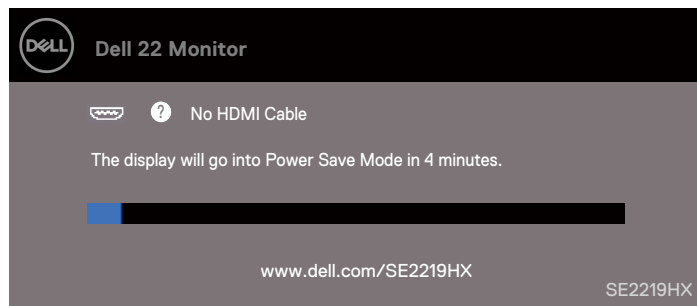 DELL
Dell 22 Monitor
? No HDMI Cable
The display will go into Power Save Mode in 4 minutes.
www.dell.com/SE2219HX
SE2219HX